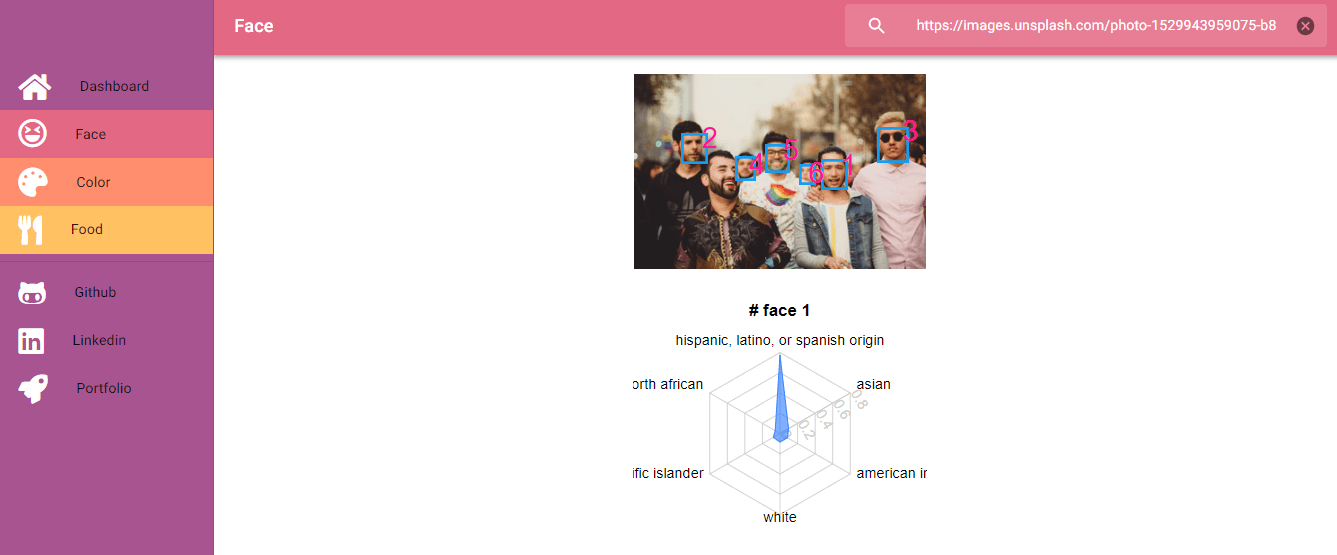 Face
https://images.unsplash.com/photo-1529943959075-b8
Dashboard
Face
Color
Food
Github
Linkedin
Portfolio
2
3
5
4
6
1
# face 1
hispanic, latino, or spanish origin
orth african
asian
0.8
0.6
0.4
0.2
ific islander
american in
white